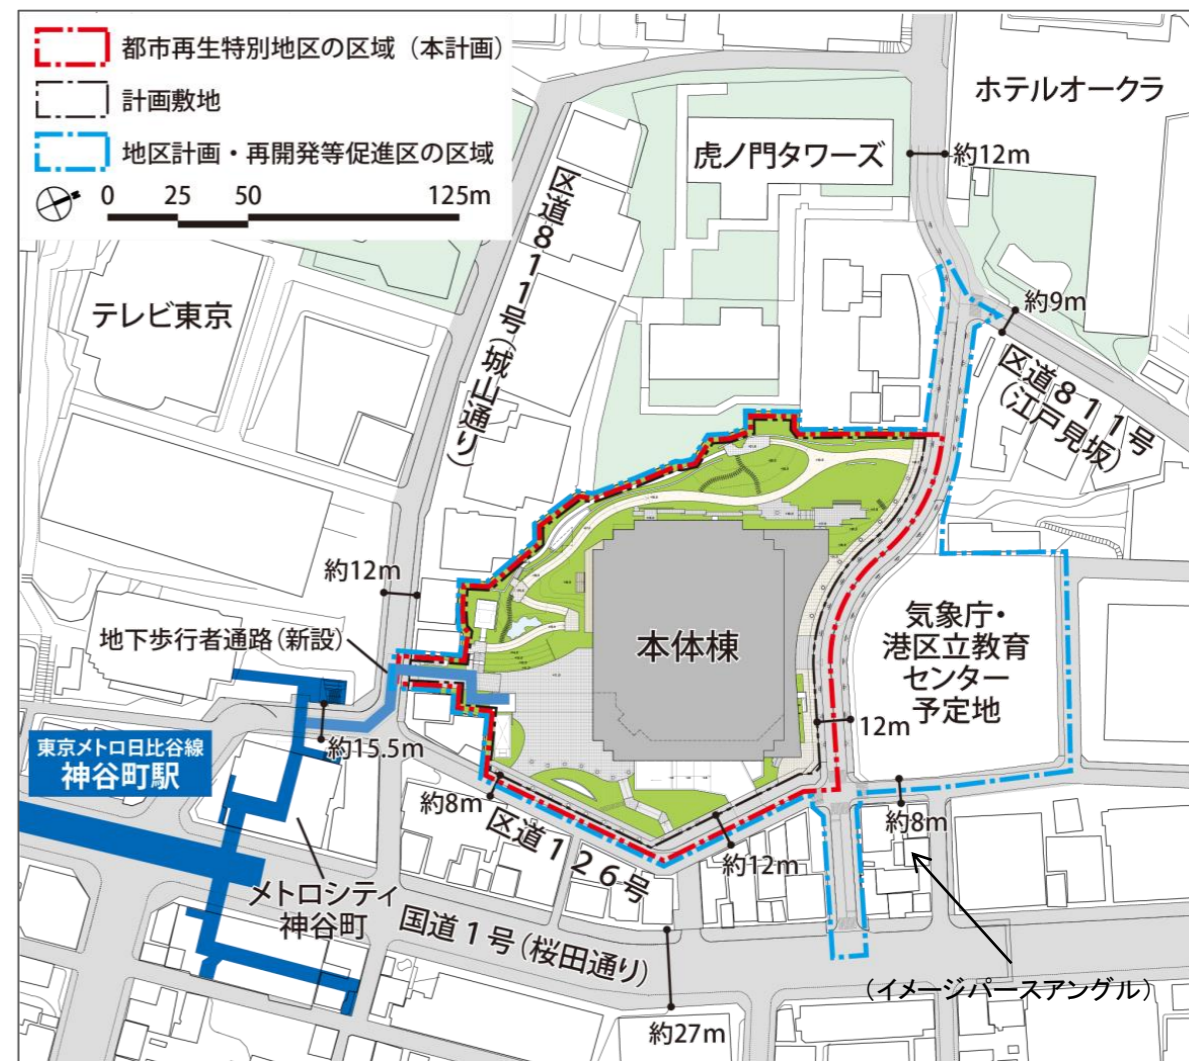 都市再生特別地区の区域（本計画）
計画敷地
地区計画・再開発等促進区の区域
0 25 50 125m
ホテルオークラ
虎ノ門タワーズ
約12m
区道811号(城山通り)
テレビ東京
約9m
区道811号
(江戸見坂)
約12m
地下歩行者通路(新設)
本体棟
気象庁・
港区立教育
センター
予定地
12m
東京メトロ日比谷線
神谷町駅
約15.5m
約8m
区道126号
約12m
約8m
メトロシティ
神谷町
国道1号(桜田通り)
（イメージパースアングル）
約27m